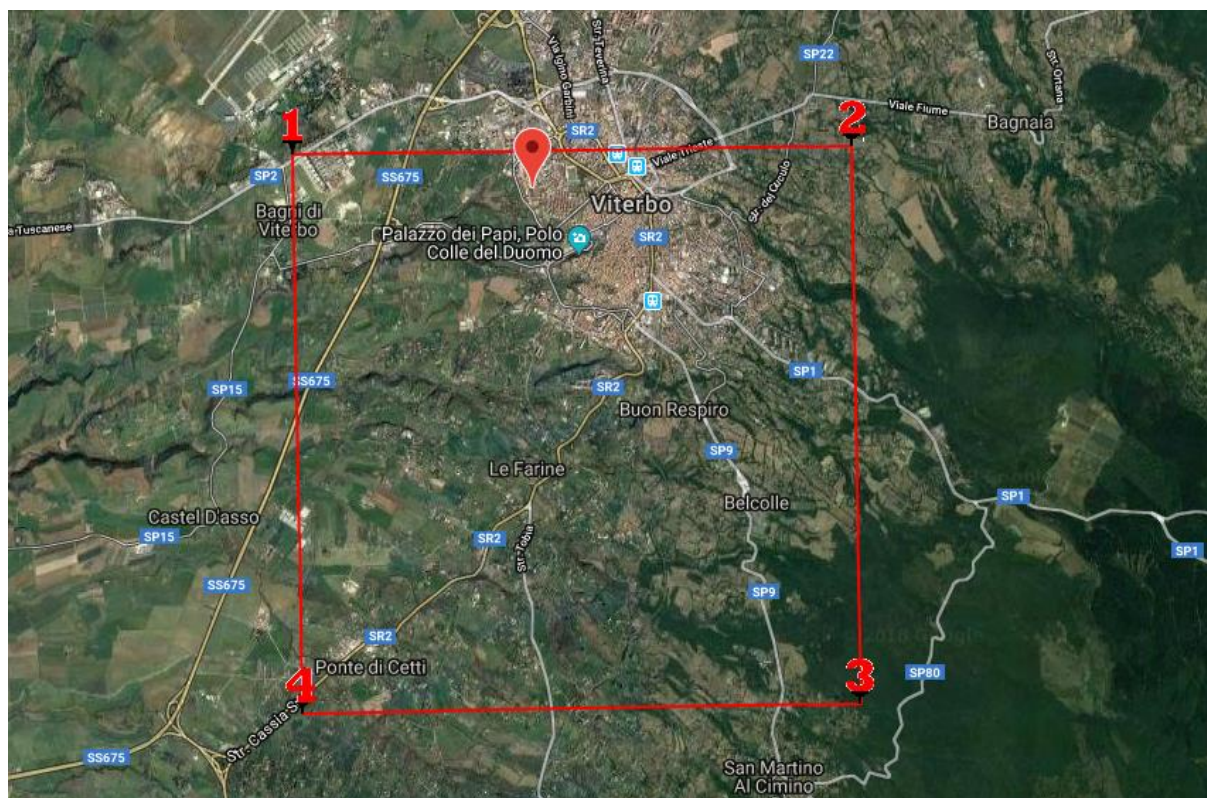 SP22
Str. Ortana
Str. Teverina
Via Igino Garbini
Viale Fiume
Bagnaia
1
2
SR2
Viale Trieste
SP2
SS675
Str. del Cuculo
Viterbo
Bagni di
Viterbo
a Tuscanese
Palazzo dei Papi, Polo
Colle del Duomo
SR2
SP15
SS675
SR2
SP1
Buon Respiro
SP9
Le Farine
Belcolle
SP1
Castel D'asso
SP15
SR2
Str. Tobia
SP1
SS675
SP9
SR2
Ponte di Cetti
4
3
SP80
Str. Cassia S
SS675
San Martino
Al Cimino